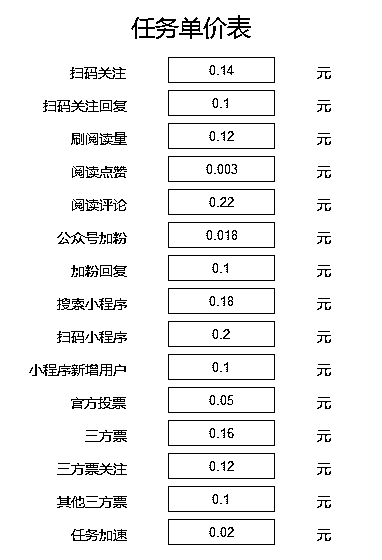 任务单价表
扫码关注 0.14 元
扫码关注回复 0.1 元
刷阅读量 0.12 元
阅读点赞 0.003 元
阅读评论 0.22 元
公众号加粉 0.018 元
加粉回复 0.1 元
搜索小程序 0.18 元
扫码小程序 0.2 元
小程序新增用户 0.1 元
官方投票 0.05 元
三方票 0.16 元
三方票关注 0.12 元
其他三方票 0.1 元
任务加速 0.02 元